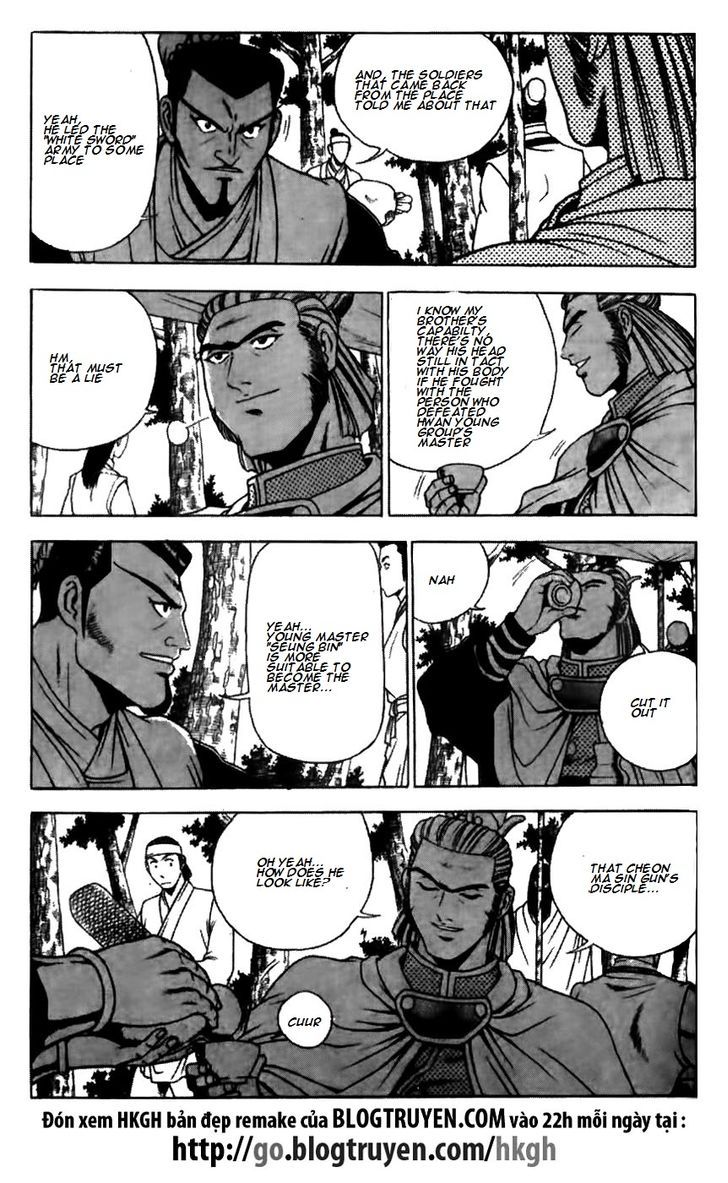 YEAH,
HE LED THE
"WHITE SWORD"
ARMY TO SOME
PLACE
AND, THE SOLDIERS
THAT CAME BACK
FROM THE PLACE
TOLD ME ABOUT THAT
HM,
THAT MUST
BE A LIE
I KNOW MY
BROTHER'S
CAPABILTY,
THERE'S NO
WAY HIS HEAD
STILL IN TACT
WITH HIS BODY
IF HE FOUGHT
WITH THE
PERSON WHO
DEFEATED
HWAN YOUNG
GROUP'S
MASTER
YEAH...
YOUNG MASTER
"SEUNG BIN"
IS MORE
SUITABLE TO
BECOME THE
MASTER...
NAH
CUT IT
OUT
OH YEAH...
HOW DOES HE
LOOK LIKE?
THAT CHEON
MA SIN GUN'S
DISCIPLE...
CUUR
Đón xem HKGH bản đẹp remake của BLOGTRUYEN.COM vào 22h mỗi ngày tại :
http://go.blogtruyen.com/hkgh